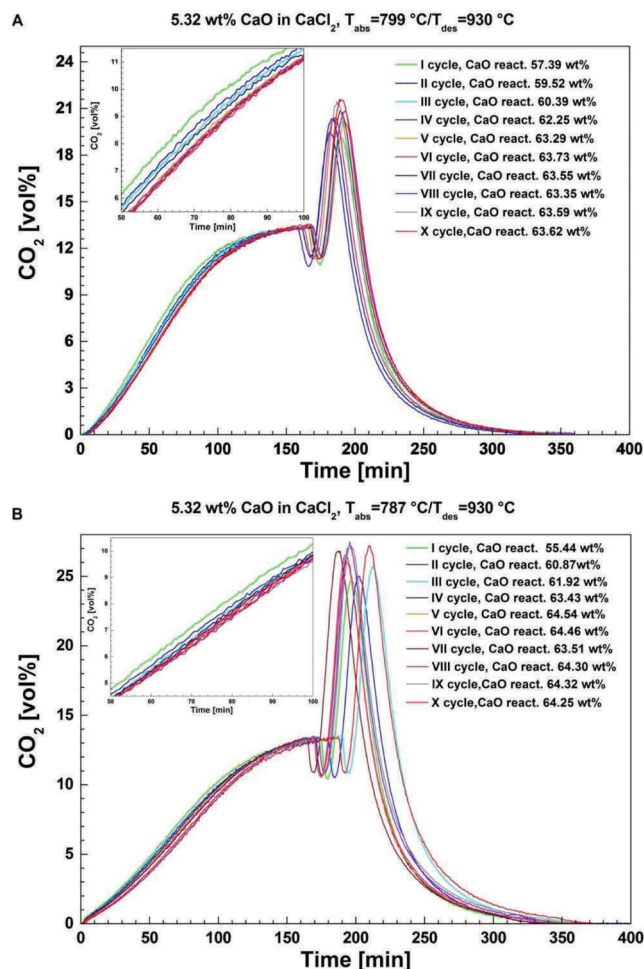 A
5.32 wt% CaO in CaCl₂, Tabs=799 °C/Tdes=930 °C
24
21
18
15
12
9
6
3
0
CO₂ [vol%]
11
10
9
8
7
6
CO₂ [vol%]
50 60 70 80 90 100
Time [min]
I cycle, CaO react. 57.39 wt%
II cycle, CaO react. 59.52 wt%
III cycle, CaO react. 60.39 wt%
IV cycle, CaO react. 62.25 wt%
V cycle, CaO react. 63.29 wt%
VI cycle, CaO react. 63.73 wt%
VII cycle, CaO react. 63.55 wt%
VIII cycle, CaO react. 63.35 wt%
IX cycle, CaO react. 63.59 wt%
X cycle,CaO react. 63.62 wt%
0 50 100 150 200 250 300 350 400
Time [min]
B
5.32 wt% CaO in CaCl₂, Tabs=787 °C/Tdes=930 °C
25
20
15
10
5
0
CO₂ [vol%]
10
9
8
7
6
5
CO₂ [vol%]
50 60 70 80 90 100
Time [min]
I cycle, CaO react. 55.44 wt%
II cycle, CaO react. 60.87wt%
III cycle, CaO react. 61.92 wt%
IV cycle, CaO react. 63.43 wt%
V cycle, CaO react. 64.54 wt%
VI cycle, CaO react. 64.46 wt%
VII cycle, CaO react. 63.51 wt%
VIII cycle, CaO react. 64.30 wt%
IX cycle,CaO react. 64.32 wt%
X cycle,CaO react. 64.25 wt%
0 50 100 150 200 250 300 350 400
Time [min]